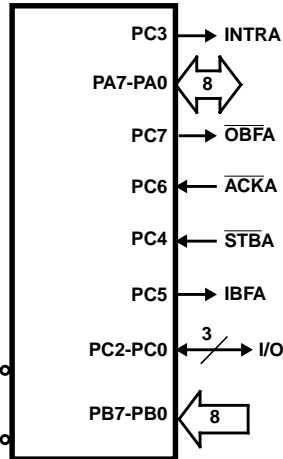 PC3 INTRA
PA7-PA0 8
PC7 OBFA
PC6 ACKA
PC4 STBA
PC5 IBFA
PC2-PC0 3 I/O
PB7-PB0 8